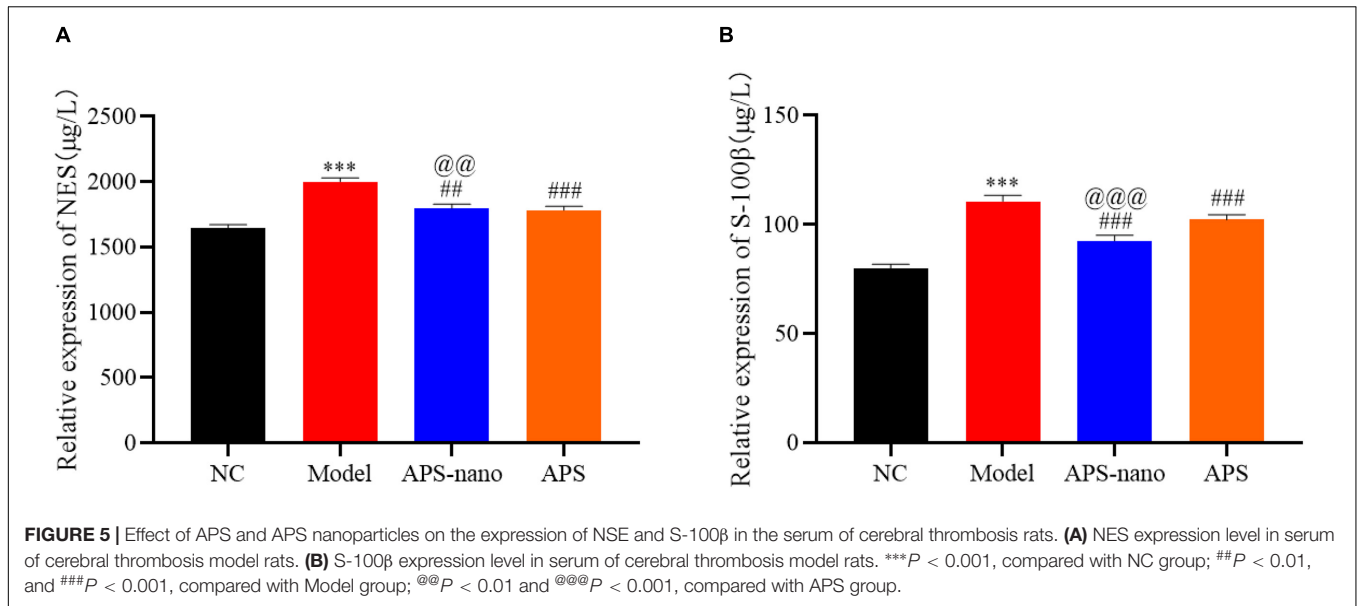 A
Relative expression of NES(μg/L)
2500
2000
1500
1000
500
0
***
@@
##
###
NC Model APS-nano APS
B
Relative expression of S-100β(μg/L)
150
100
50
0
***
@@@
###
###
NC Model APS-nano APS
FIGURE 5 | Effect of APS and APS nanoparticles on the expression of NSE and S-100β in the serum of cerebral thrombosis rats. (A) NES expression level in serum
of cerebral thrombosis model rats. (B) S-100β expression level in serum of cerebral thrombosis model rats. ***P < 0.001, compared with NC group; ##P < 0.01,
and ###P < 0.001, compared with Model group; @@P < 0.01 and @@@P < 0.001, compared with APS group.